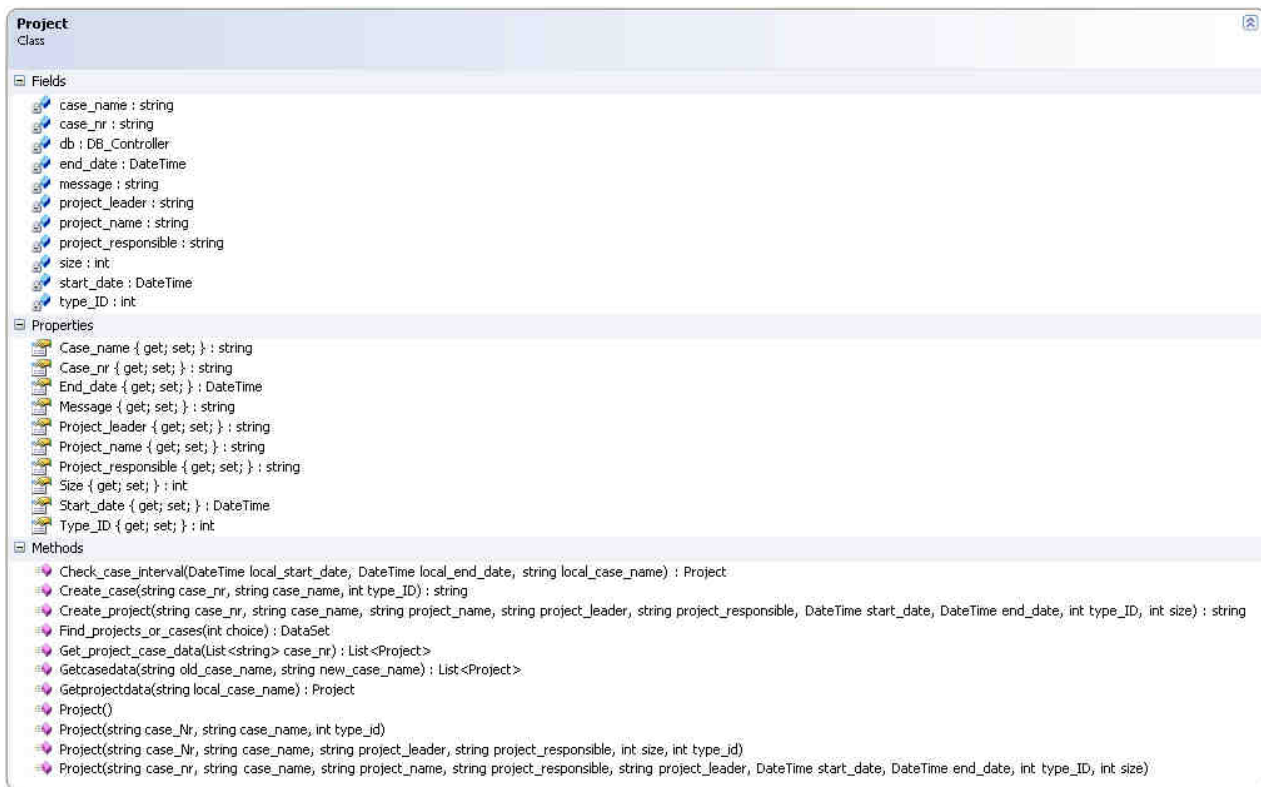 Project
Class
Fields
case_name : string
case_nr : string
db : DB_Controller
end_date : DateTime
message : string
project_leader : string
project_name : string
project_responsible : string
size : int
start_date : DateTime
type_ID : int
Properties
Case_name { get; set; } : string
Case_nr { get; set; } : string
End_date { get; set; } : DateTime
Message { get; set; } : string
Project_leader { get; set; } : string
Project_name { get; set; } : string
Project_responsible { get; set; } : string
Size { get; set; } : int
Start_date { get; set; } : DateTime
Type_ID { get; set; } : int
Methods
Check_case_interval(DateTime local_start_date, DateTime local_end_date, string local_case_name) : Project
Create_case(string case_nr, string case_name, int type_ID) : string
Create_project(string case_nr, string case_name, string project_name, string project_leader, string project_responsible, DateTime start_date, DateTime end_date, int type_ID, int size) : string
Find_projects_or_cases(int choice) : DataSet
Get_project_case_data(List<string> case_nr) : List<Project>
Getcasedata(string old_case_name, string new_case_name) : List<Project>
Getprojectdata(string local_case_name) : Project
Project()
Project(string case_Nr, string case_name, int type_id)
Project(string case_Nr, string case_name, string project_leader, string project_responsible, int size, int type_id)
Project(string case_nr, string case_name, string project_name, string project_responsible, string project_leader, DateTime start_date, DateTime end_date, int type_ID, int size)